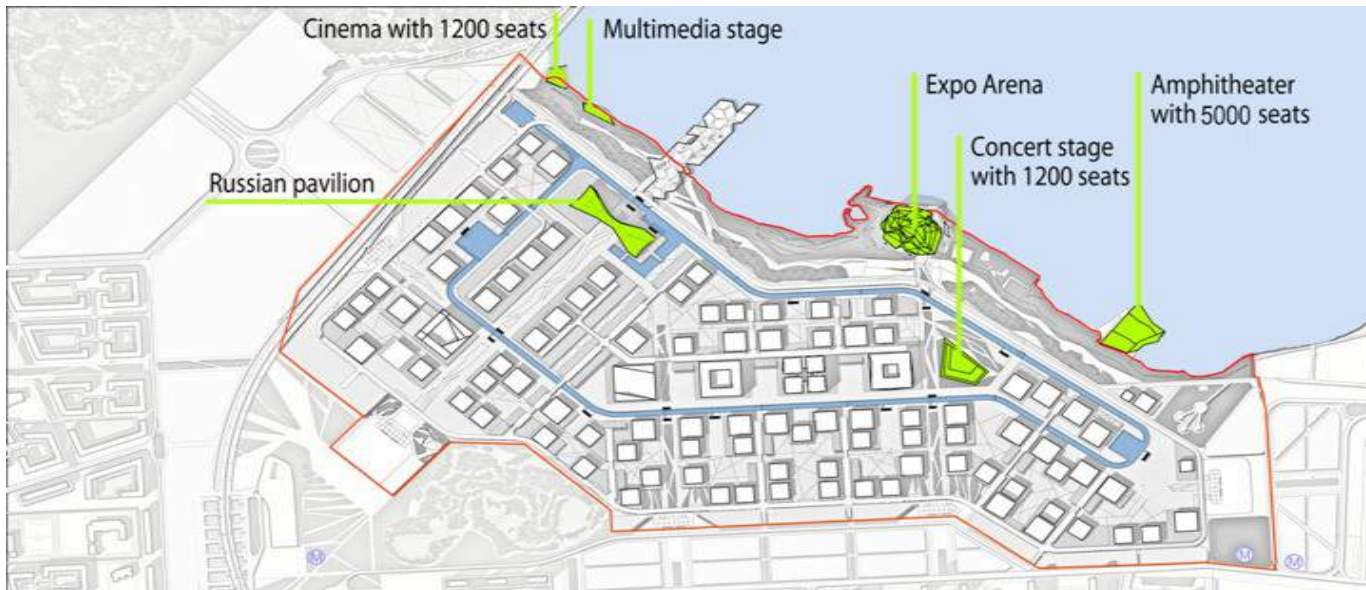 Cinema with 1200 seats
Multimedia stage
Expo Arena
Amphitheater
with 5000 seats
Concert stage
with 1200 seats
Russian pavilion
M
M
M